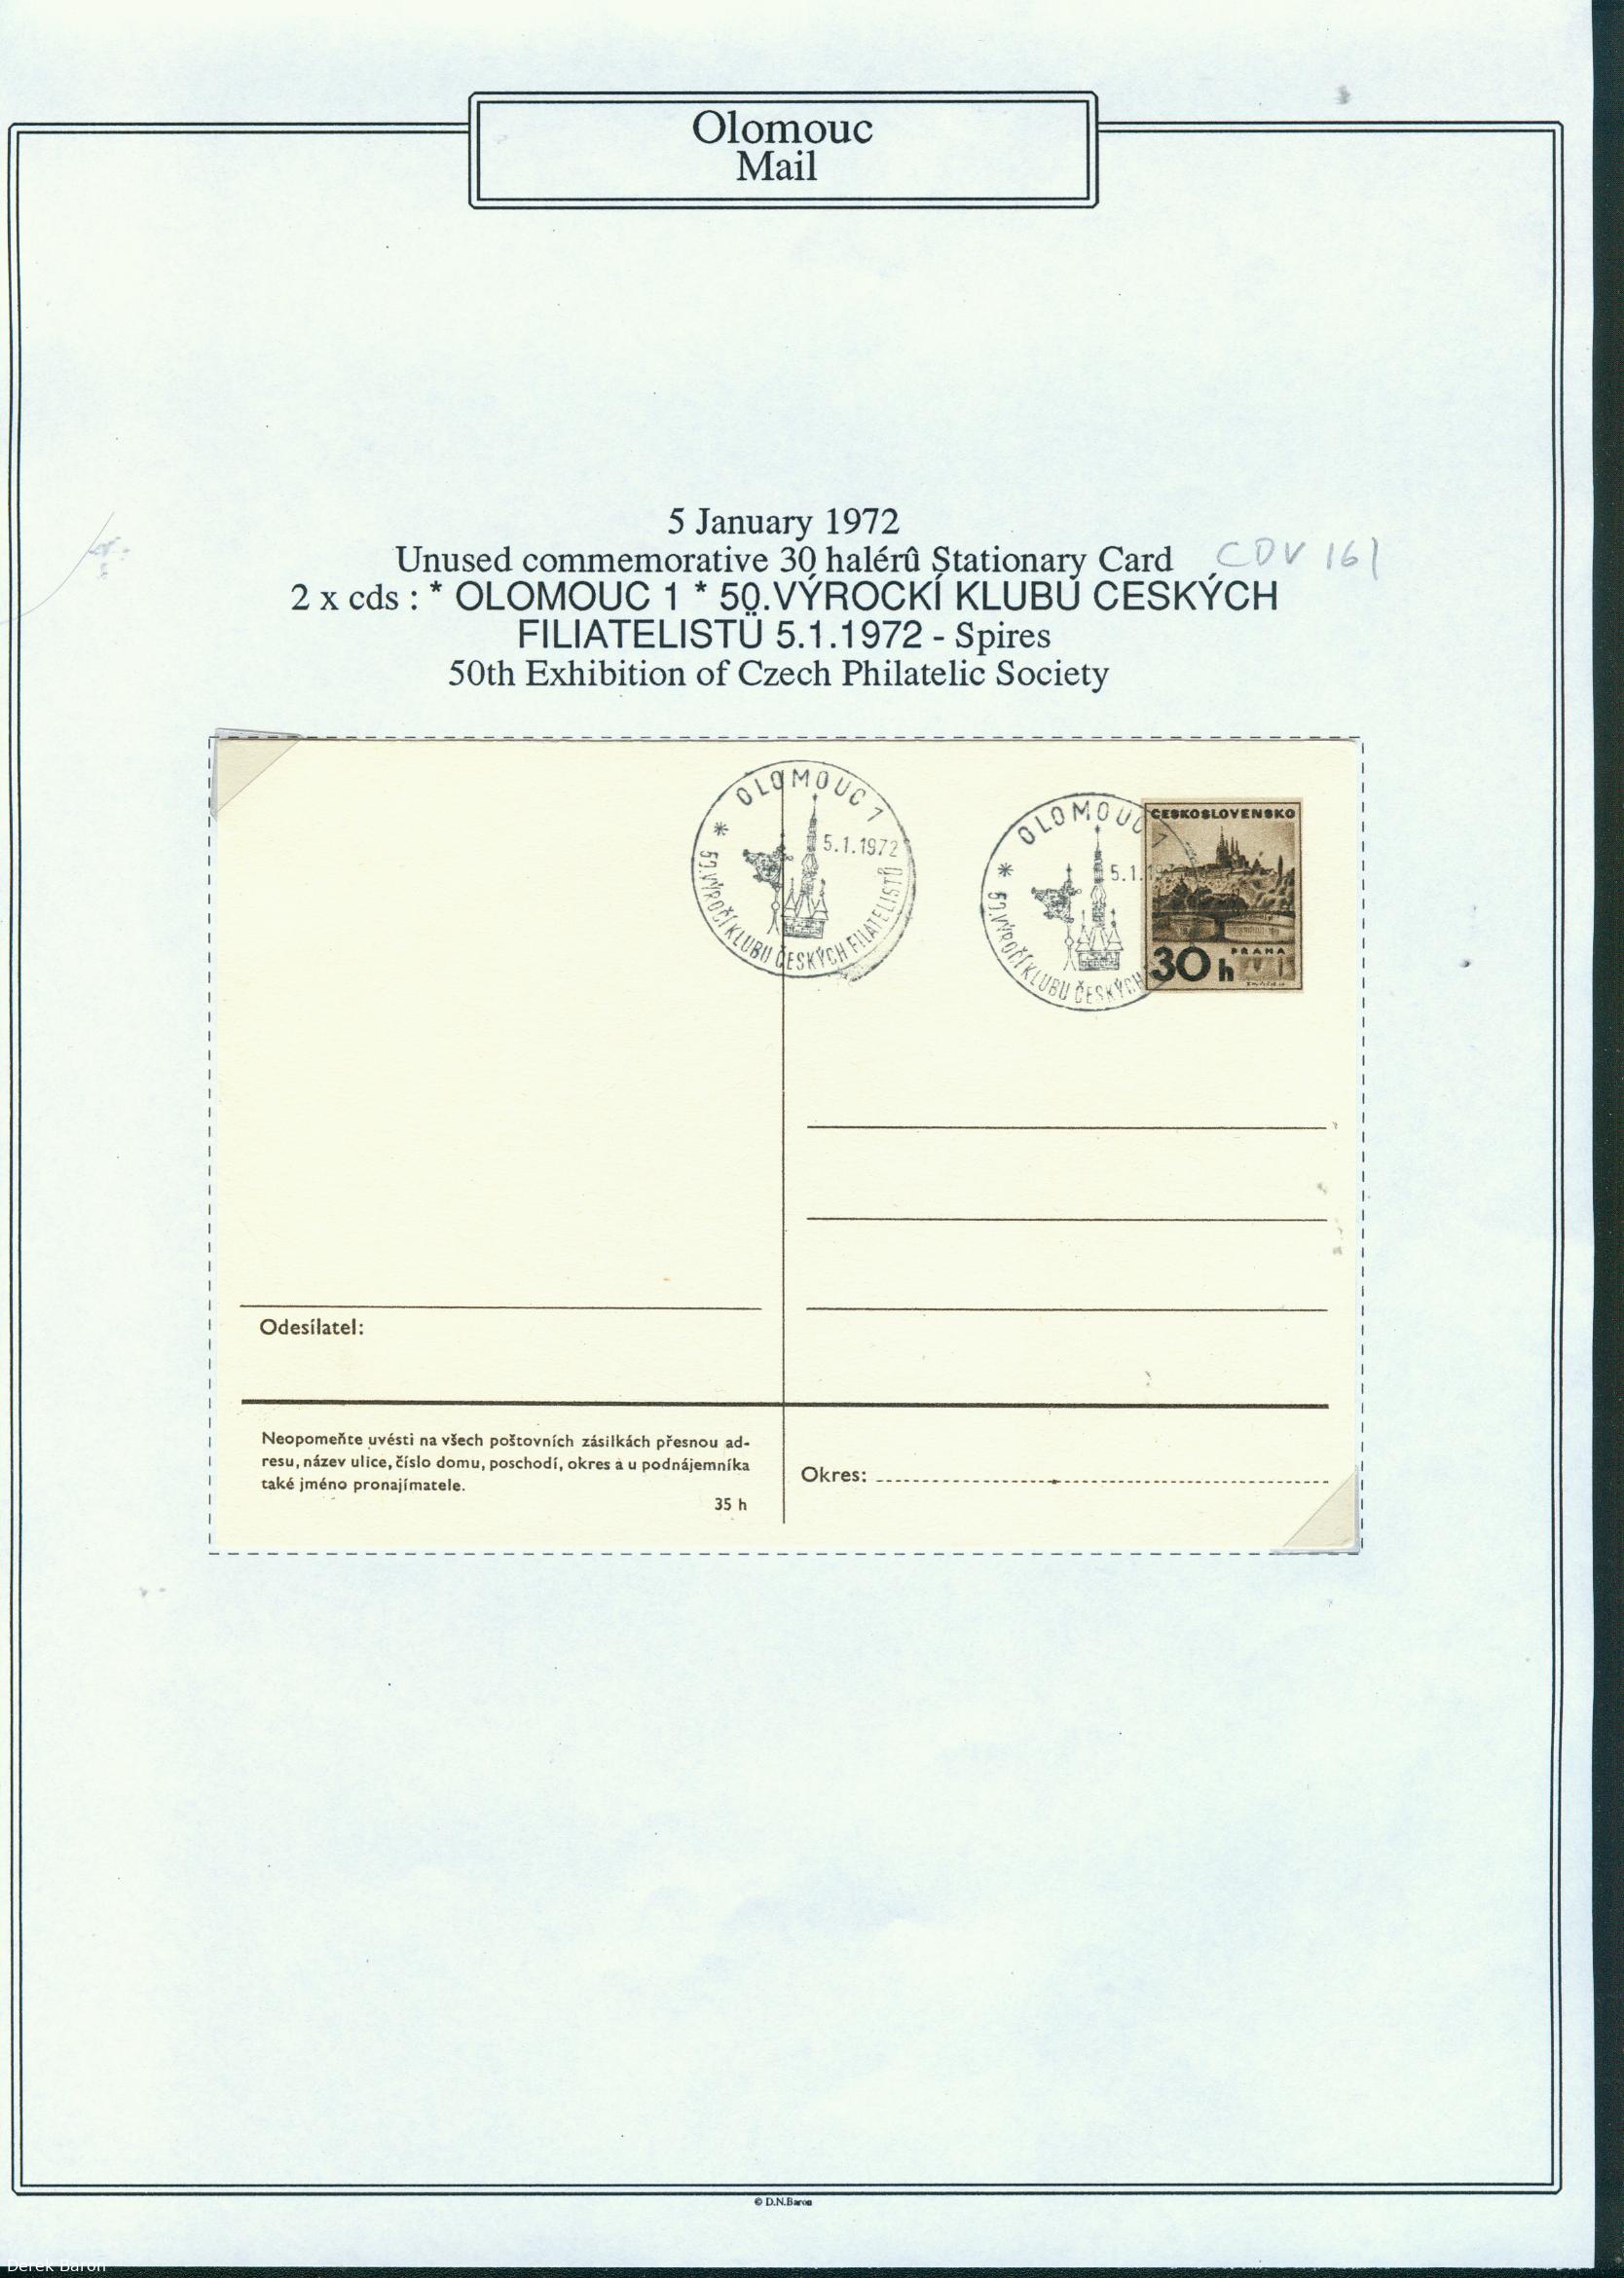 Olomouc
Mail
5 January 1972
Unused commemorative 30 halérû Stationary Card
CDV 161
2 x cds : * OLOMOUC 1 * 50.VÝROCKÍ KLUBU CESKÝCH
FILIATELISTÜ 5.1.1972 - Spires
50th Exhibition of Czech Philatelic Society
* OLOMOUC 1
5.1.1972
50.VÝROČÍ KLUBU ČESKÝCH FILATELISTŮ
* OLOMOUC 1
5.1.19
50.VÝROČÍ KLUBU ČESKÝCH
ČESKOSLOVENSKO
PRAHA
30 h
Odesílatel:
Neopomeňte uvésti na všech poštovních zásilkách přesnou ad-
resu, název ulice, číslo domu, poschodí, okres a u podnájemníka
také jméno pronajímatele.
35 h
Okres:
© D.N.Baron
Derek Baron